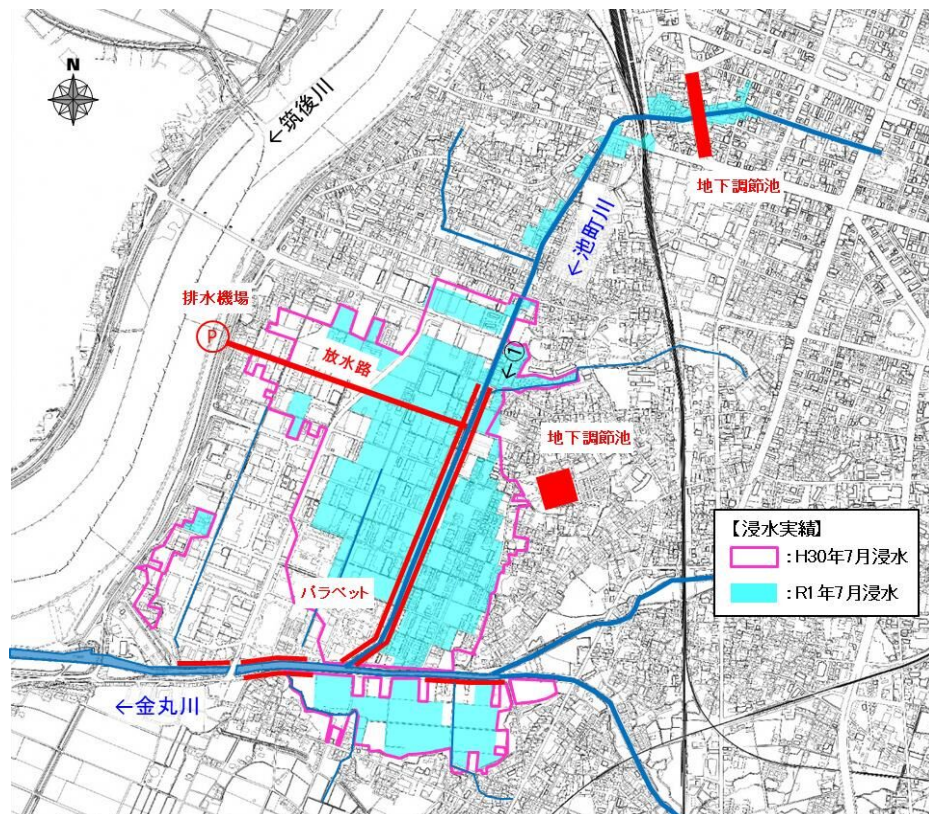 N
←筑後川
地下調節池
←池町川
排水機場
P
放水路
←①
地下調節池
【浸水実績】
:H30年7月浸水
:R1年7月浸水
パラペット
←金丸川